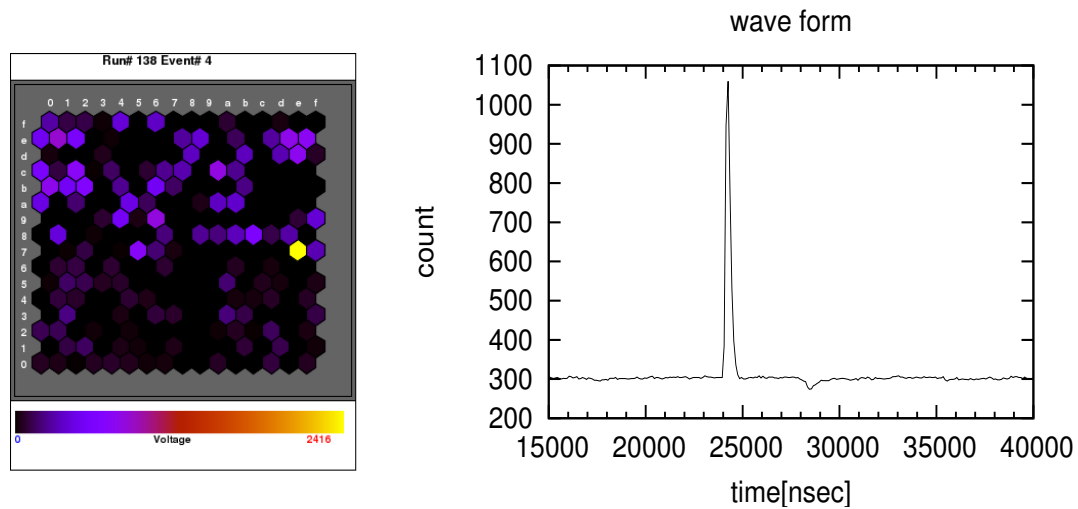 Run# 138 Event# 4
0 1 2 3 4 5 6 7 8 9 a b c d e f
f
e
d
c
b
a
9
8
7
6
5
4
3
2
1
0
0 Voltage 2416
wave form
count
1100
1000
900
800
700
600
500
400
300
200
15000 20000 25000 30000 35000 40000
time[nsec]